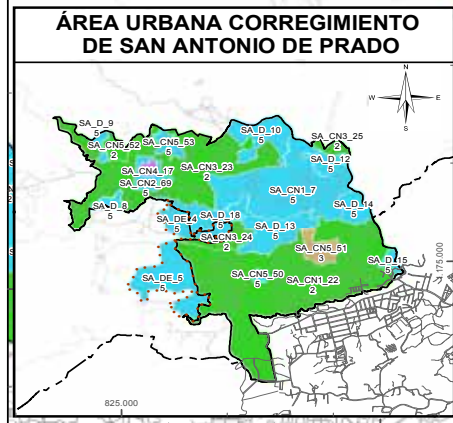 ÁREA URBANA CORREGIMIENTO
DE SAN ANTONIO DE PRADO
N
W
E
S
SA_D_9
5
SA_CN5_52
2
SA_CN5_53
5
SA_D_10
5
SA_CN3_25
2
SA_D_12
5
SA_CN4_17
SA_CN2_69
5
SA_CN3_23
2
SA_CN1_7
5
SA_D_8
5
SA_DE_4
5
SA_D_18
5
SA_D_13
5
SA_D_14
5
SA_CN3_24
2
SA_CN5_51
3
SA_D_15
5
SA_DE_5
5
SA_CN5_50
5
SA_CN1_22
2
175.000
825.000